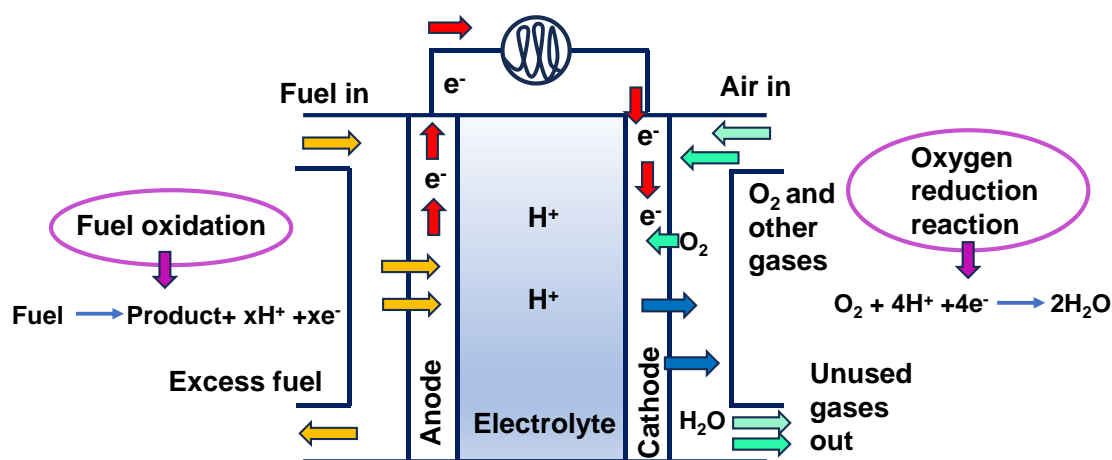 e⁻
Fuel in
Air in
e⁻
Oxygen
reduction
reaction
e⁻
O₂ and
other
gases
Fuel oxidation
H⁺
e⁻
O₂
H⁺
Fuel → Product+ xH⁺ +xe⁻
O₂ + 4H⁺ +4e⁻ → 2H₂O
Excess fuel
Anode
Electrolyte
Cathode
H₂O
Unused
gases
out